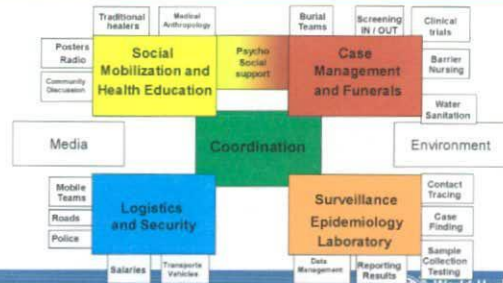 Traditional
healers
Medical
Anthropology
Burial
Teams
Screening
IN / OUT
Clinical
trials
Posters
Radio
Community
Discussion
Social
Mobilization and
Health Education
Psycho
Social
support
Case
Management
and Funerals
Barrier
Nursing
Water
Sanitation
Media
Coordination
Environment
Mobile
Teams
Roads
Police
Logistics
and Security
Surveillance
Epidemiology
Laboratory
Contact
Tracing
Case
Finding
Sample
Collection
Testing
Salaries
Transports
Vehicles
Data
Management
Reporting
Results